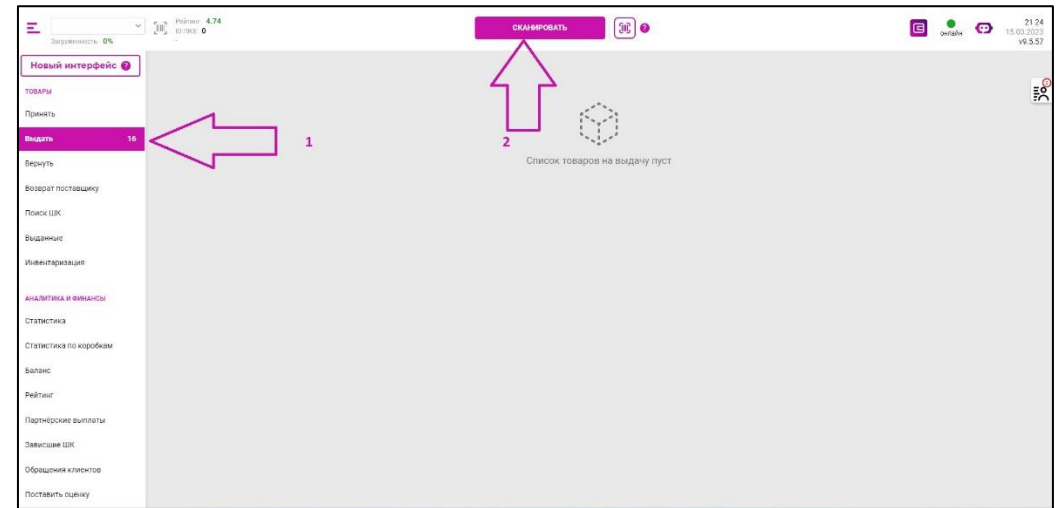 Рейтинг: 4.74
ID ПВЗ: 0
Загруженность: 0%
СКАНИРОВАТЬ
?
онлайн
21:24
15.03.2023
v9.5.57
Новый интерфейс ?
ТОВАРЫ
Принять
Выдать 16
Вернуть
Возврат поставщику
Поиск ШК
Выданные
Инвентаризация
АНАЛИТИКА И ФИНАНСЫ
Статистика
Статистика по коробкам
Баланс
Рейтинг
Партнёрские выплаты
Зависшие ШК
Обращения клиентов
Поставить оценку
1
2
Список товаров на выдачу пуст